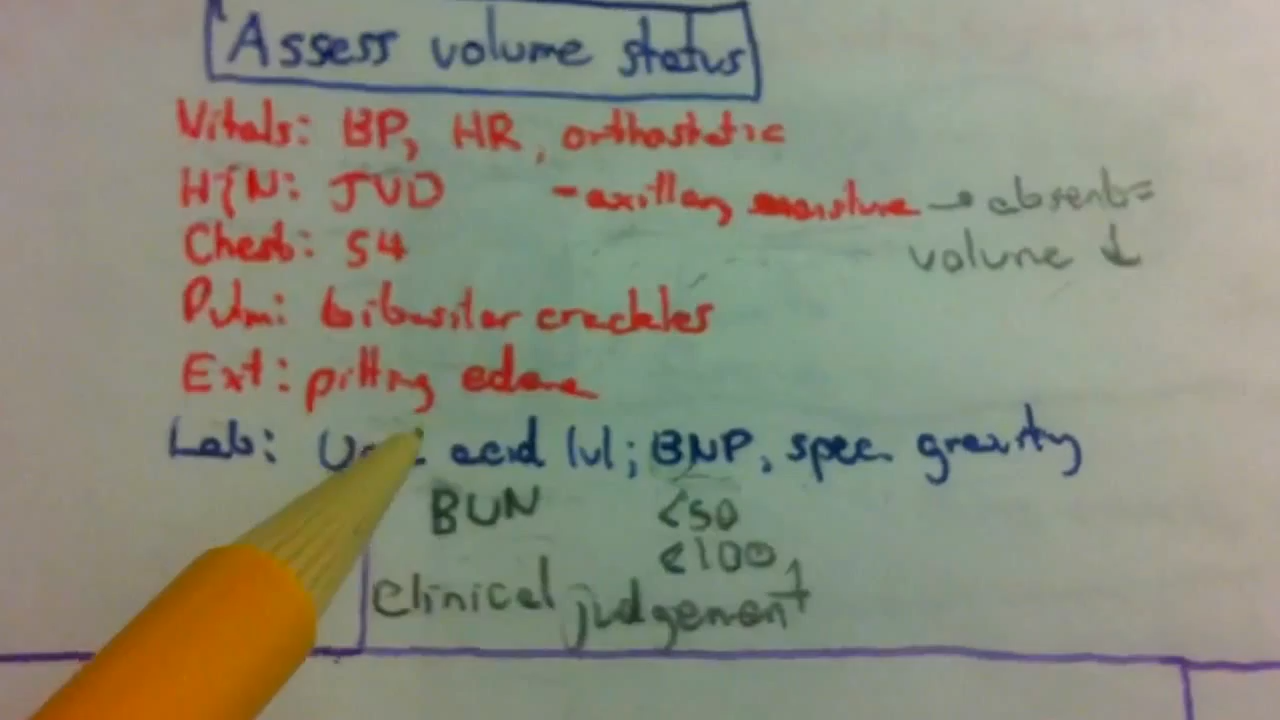 Assess volume status
Vitals: BP, HR, orthostatic
H/N: JVD - axillary moisture → absent =
volume ↓
Chest: S4
Pulm: bibasilar crackles
Ext: pitting edema
Lab: acid lvl; BNP, spec gravity
BUN <50
<100
Clinical judgement